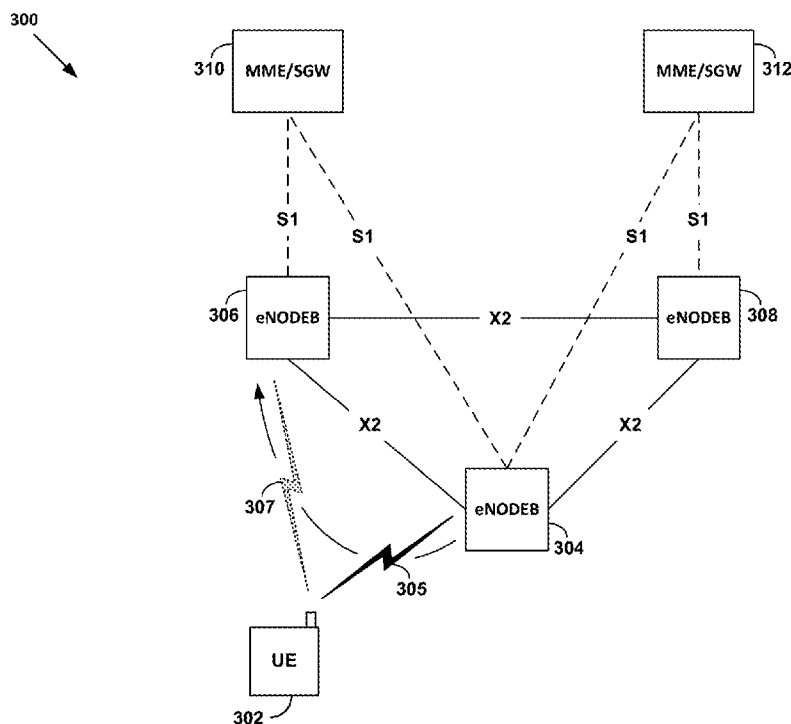 300
310
MME/SGW
MME/SGW
312
S1
S1
S1
S1
306
eNODEB
X2
eNODEB
308
X2
X2
307
eNODEB
304
305
UE
302